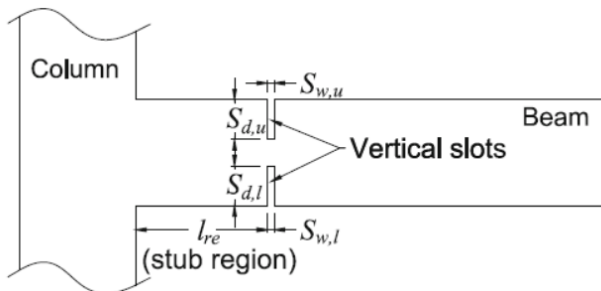 Column
S_{w,u}
S_{d,u}
Beam
Vertical slots
S_{d,l}
l_{re}
S_{w,l}
(stub region)